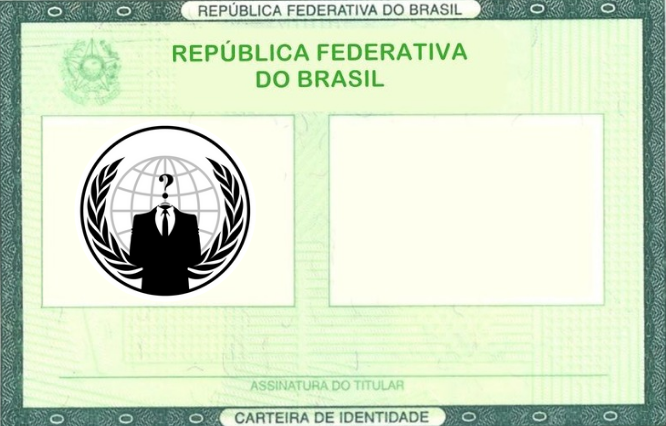 REPÚBLICA FEDERATIVA DO BRASIL
REPÚBLICA FEDERATIVA
DO BRASIL
?
ASSINATURA DO TITULAR
CARTEIRA DE IDENTIDADE